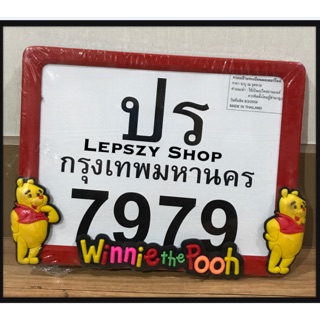 ปร
LEPSZY SHOP
กรุงเทพมหานคร
7979
Winnie the Pooh
MADE IN THAILAND